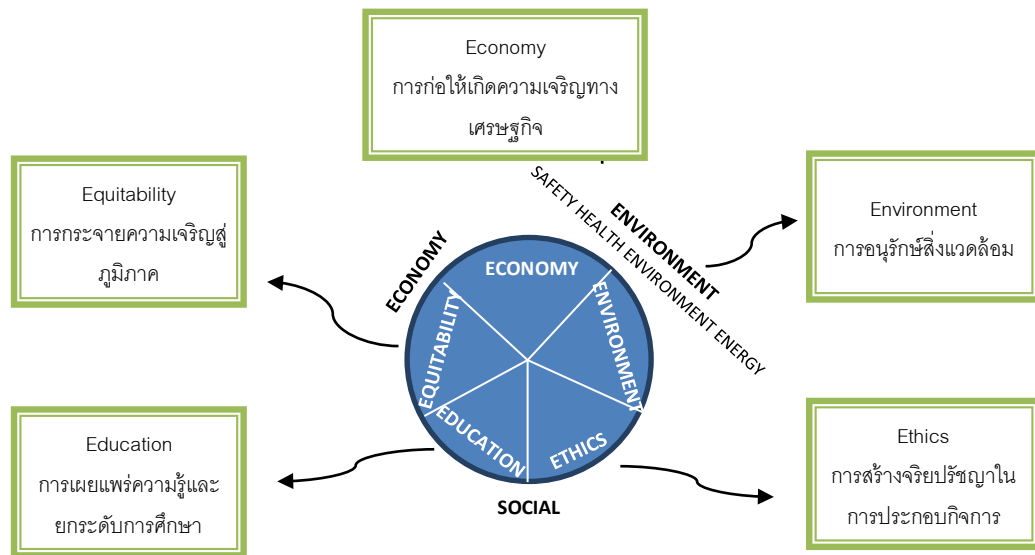 Economy
การก่อให้เกิดความเจริญทาง
เศรษฐกิจ
Equitability
การกระจายความเจริญสู่
ภูมิภาค
Environment
การอนุรักษ์สิ่งแวดล้อม
ECONOMY
ENVIRONMENT
SAFETY HEALTH ENVIRONMENT ENERGY
ECONOMY
ENVIRONMENT
EQUITABILITY
EDUCATION
ETHICS
SOCIAL
Education
การเผยแพร่ความรู้และ
ยกระดับการศึกษา
Ethics
การสร้างจริยปรัชญาใน
การประกอบกิจการ